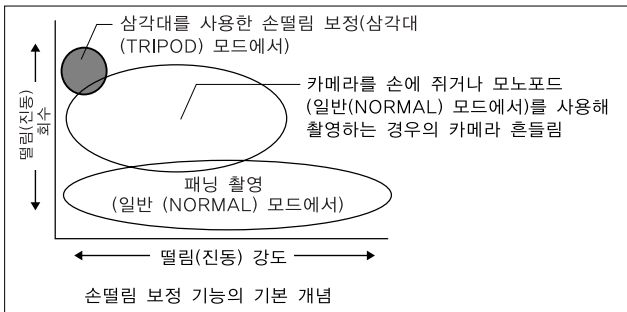 삼각대를 사용한 손떨림 보정(삼각대
(TRIPOD) 모드에서)
카메라를 손에 쥐거나 모노포드
(일반(NORMAL) 모드에서)를 사용해
촬영하는 경우의 카메라 흔들림
떨림(진동)
회수
패닝 촬영
(일반 (NORMAL) 모드에서)
떨림(진동) 강도
손떨림 보정 기능의 기본 개념